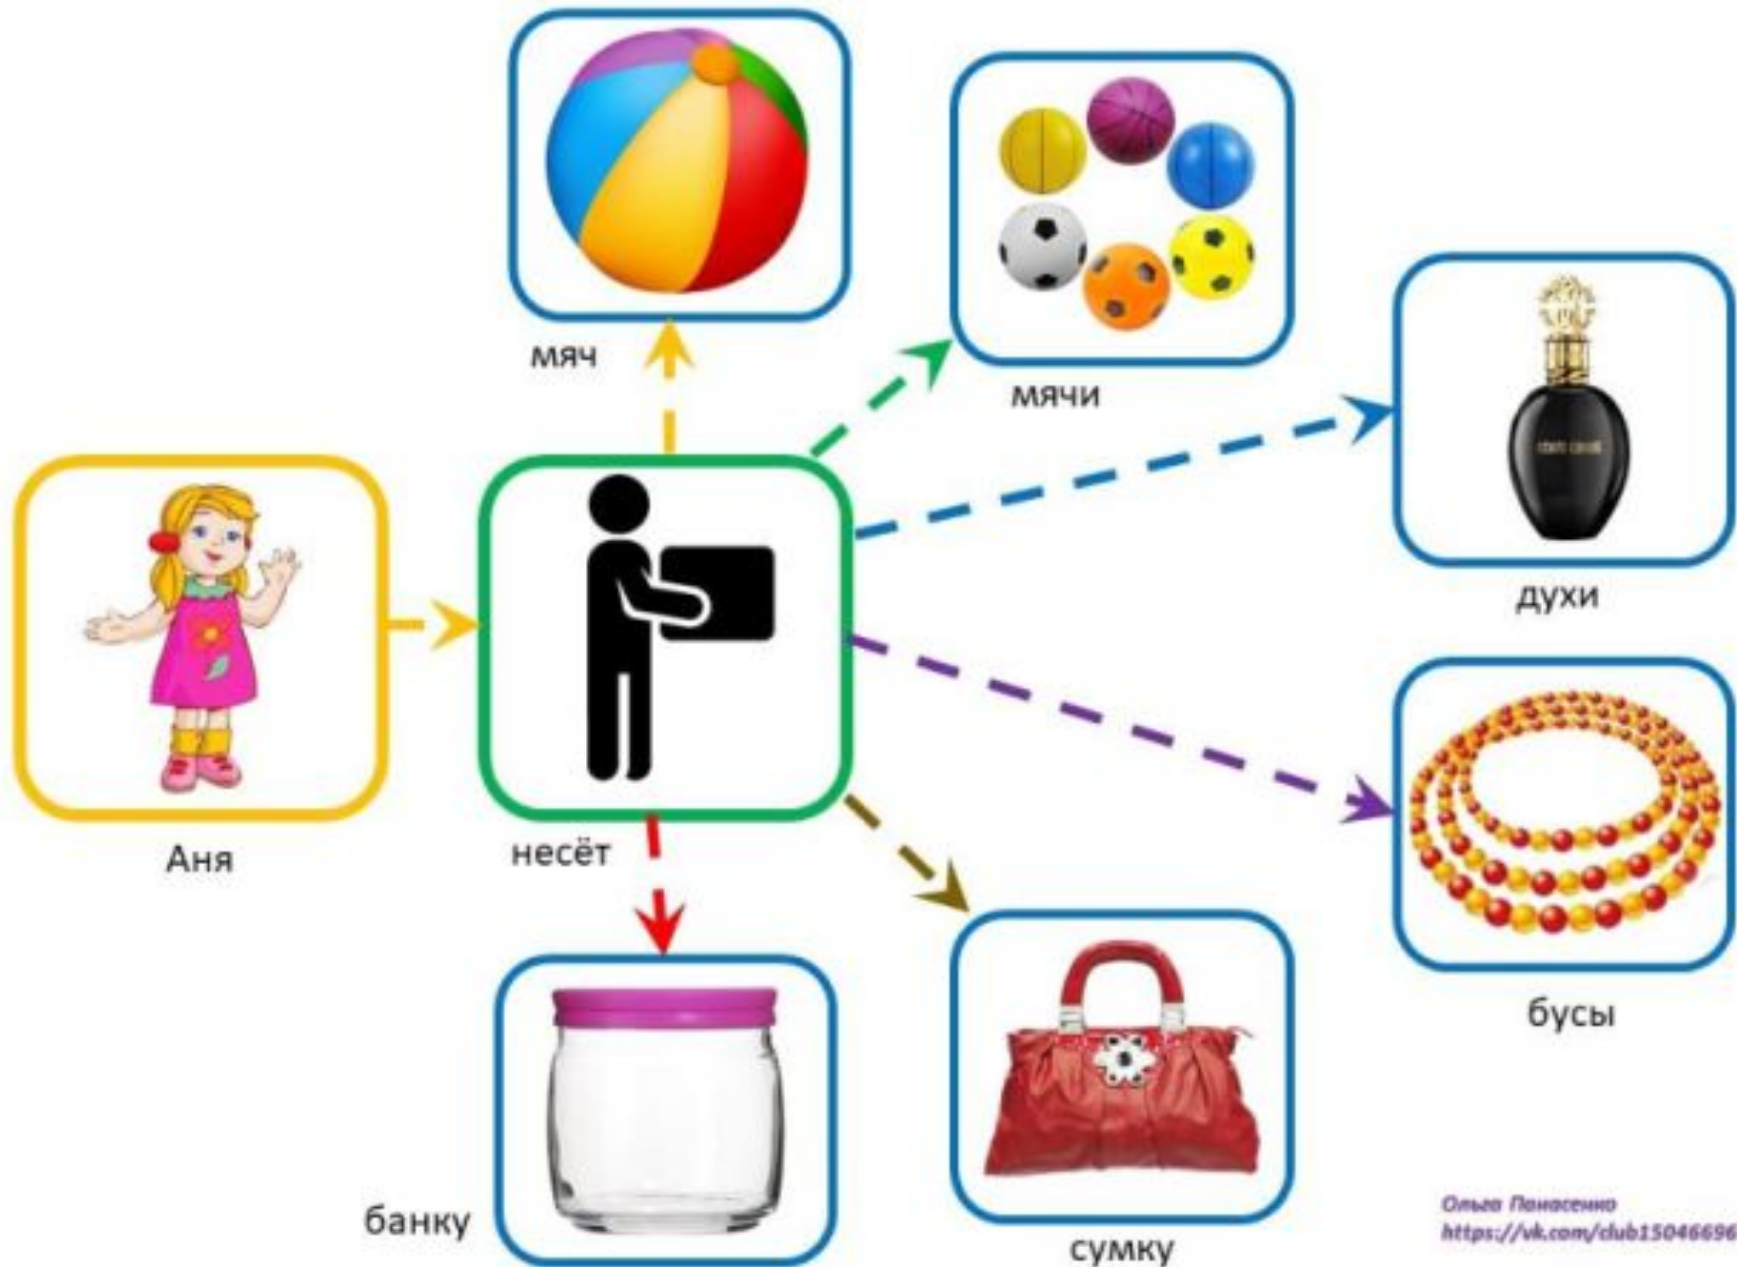 мяч
мячи
духи
Аня
несёт
бусы
банку
сумку
Ольга Панасенко
https://vk.com/club15046696